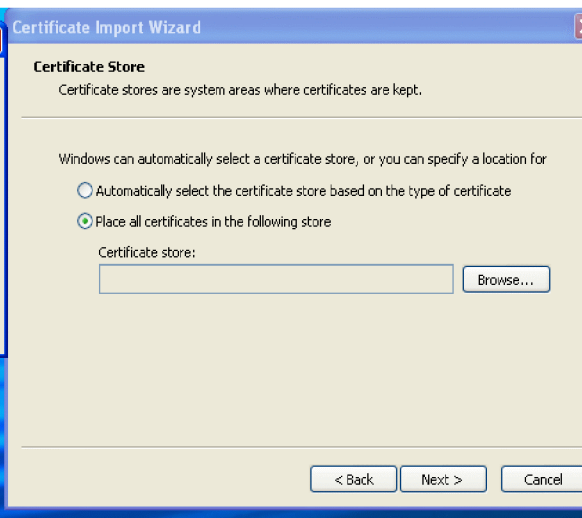 Certificate Import Wizard
Certificate Store
Certificate stores are system areas where certificates are kept.
Windows can automatically select a certificate store, or you can specify a location for
Automatically select the certificate store based on the type of certificate
Place all certificates in the following store
Certificate store:
Browse...
< Back Next > Cancel